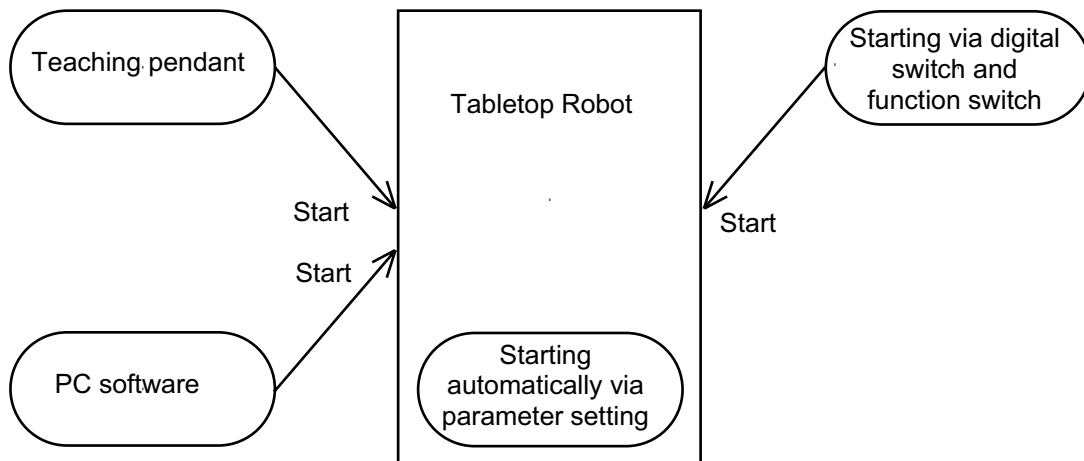 Teaching pendant
Tabletop Robot
Starting via digital
switch and
function switch
Start
Start
Start
PC software
Starting
automatically via
parameter setting